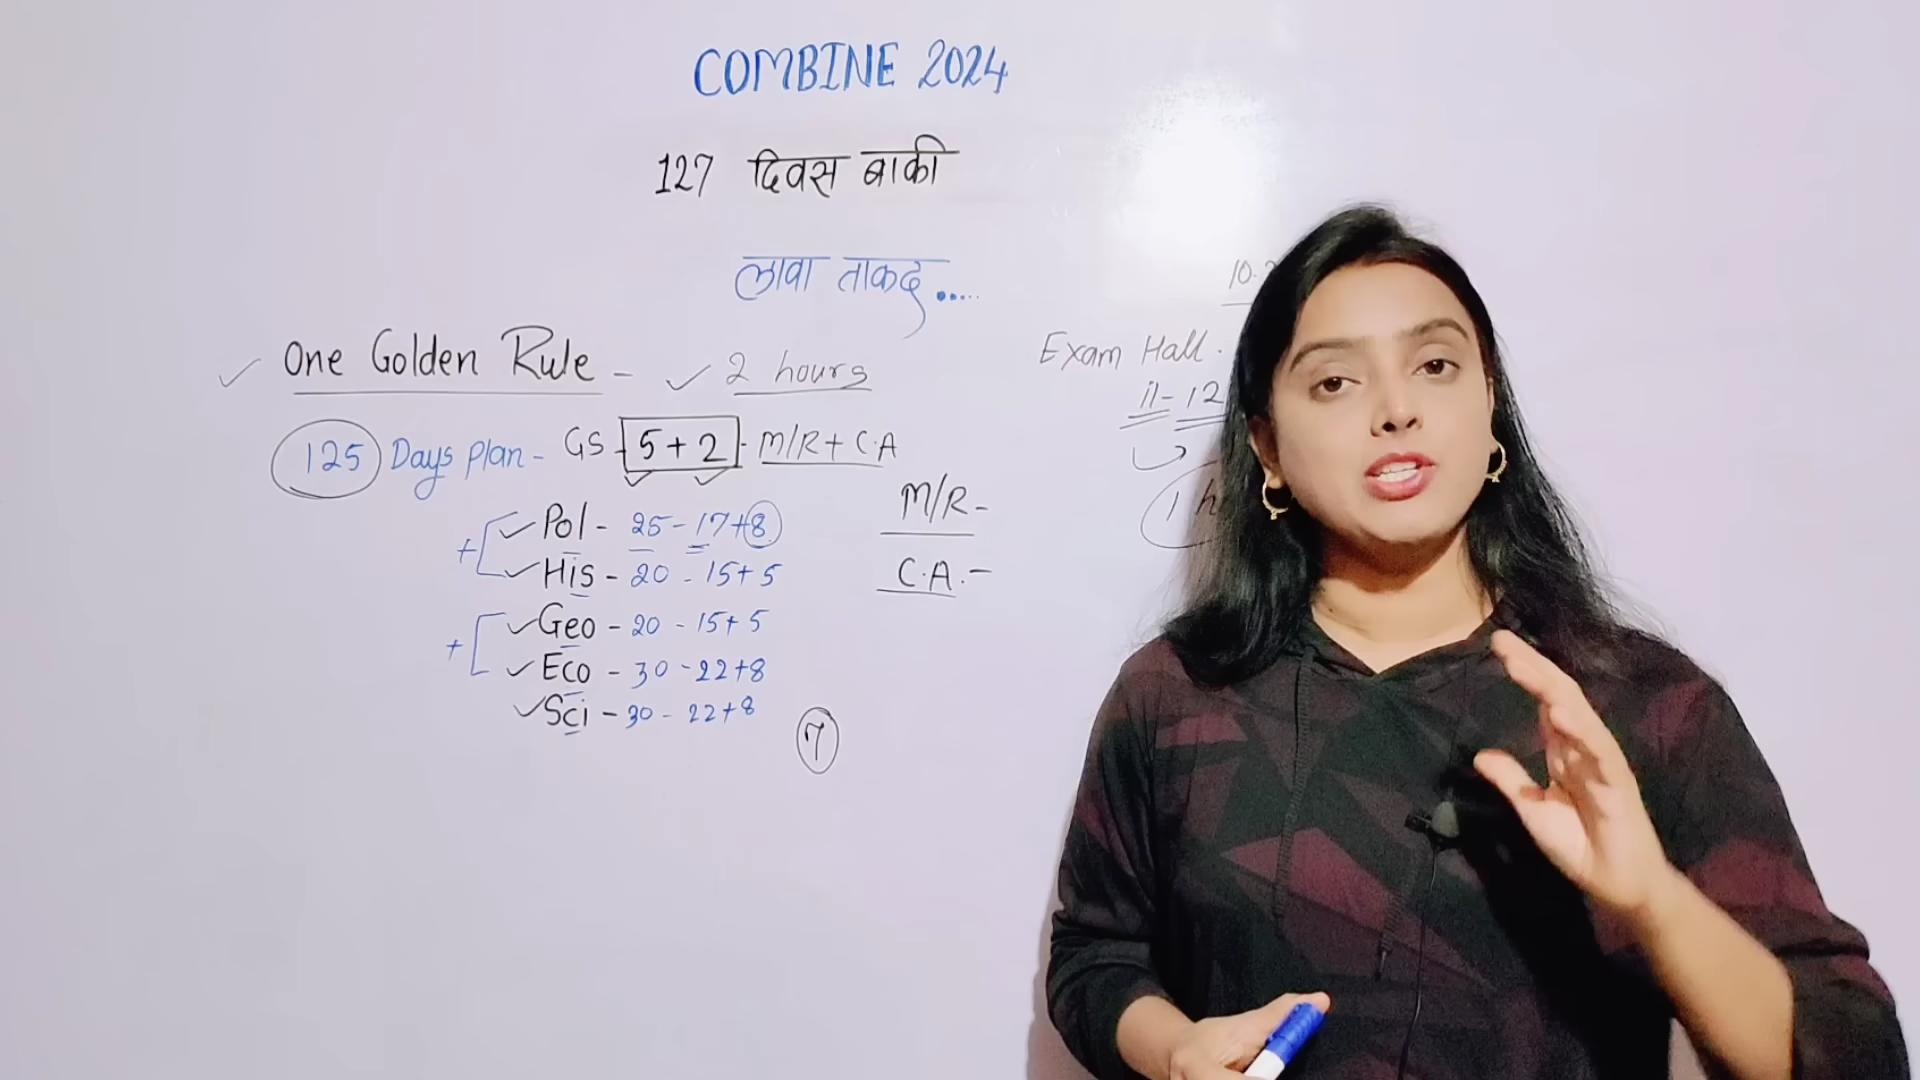 COMBINE 2024
127 दिवस बाकी
लावा ताकद.....
One Golden Rule - 2 hours
125 Days Plan - GS 5+2 - M/R + C.A
Pol - 25 - 17+8
His - 20 - 15+5
Geo - 20 - 15+5
Eco - 30 - 22+8
Sci - 30 - 22+8
7
M/R -
C.A. -
Exam Hall.
11-12